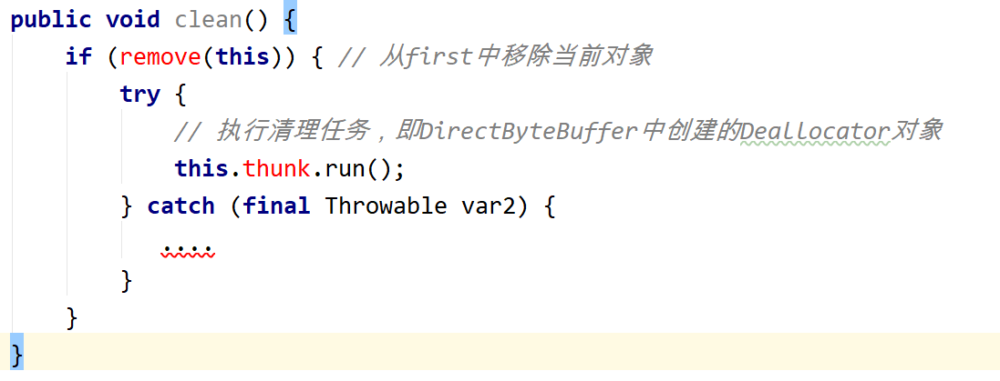 public void clean() {
    if (remove(this)) { // 从first中移除当前对象
        try {
            // 执行清理任务，即DirectByteBuffer中创建的Deallocator对象
            this.thunk.run();
        } catch (final Throwable var2) {
           ....
        }
    }
}